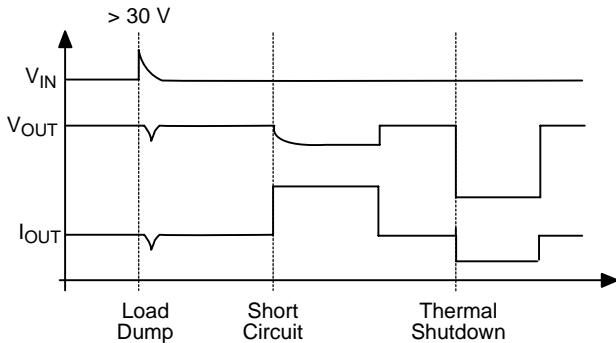 > 30 V
VIN
VOUT
IOUT
Load
Dump
Short
Circuit
Thermal
Shutdown